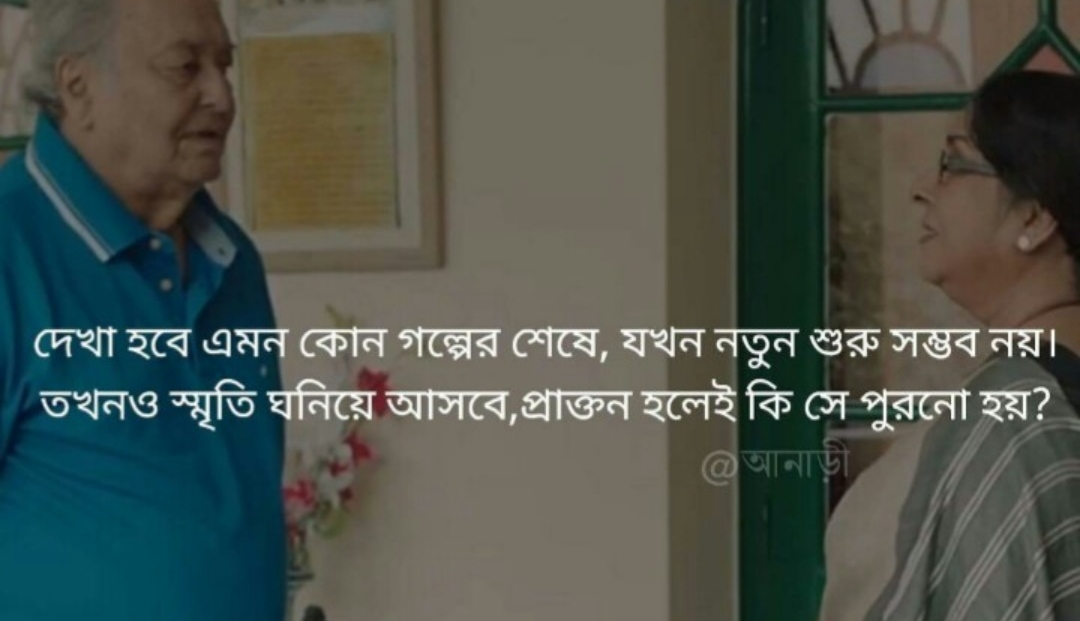 দেখা হবে এমন কোন গল্পের শেষে, যখন নতুন শুরু সম্ভব নয়।
তখনও স্মৃতি ঘনিয়ে আসবে,প্রাক্তন হলেই কি সে পুরনো হয়?
@আনাড়ী